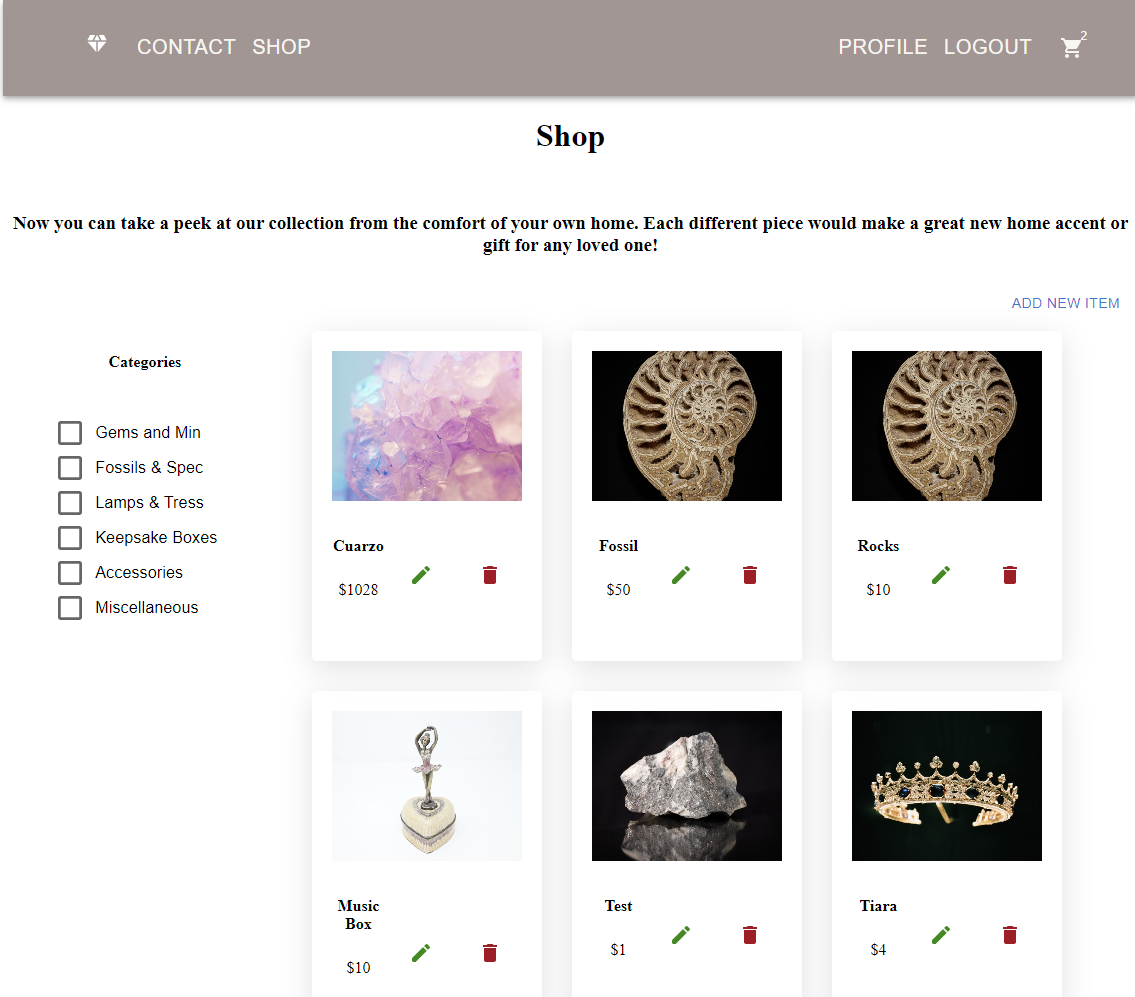 CONTACT SHOP PROFILE LOGOUT 2
Shop
Now you can take a peek at our collection from the comfort of your own home. Each different piece would make a great new home accent or
gift for any loved one!
ADD NEW ITEM
Categories
Gems and Min
Fossils & Spec
Lamps & Tress
Keepsake Boxes
Accessories
Miscellaneous
Cuarzo
$1028
Fossil
$50
Rocks
$10
Music
Box
$10
Test
$1
Tiara
$4